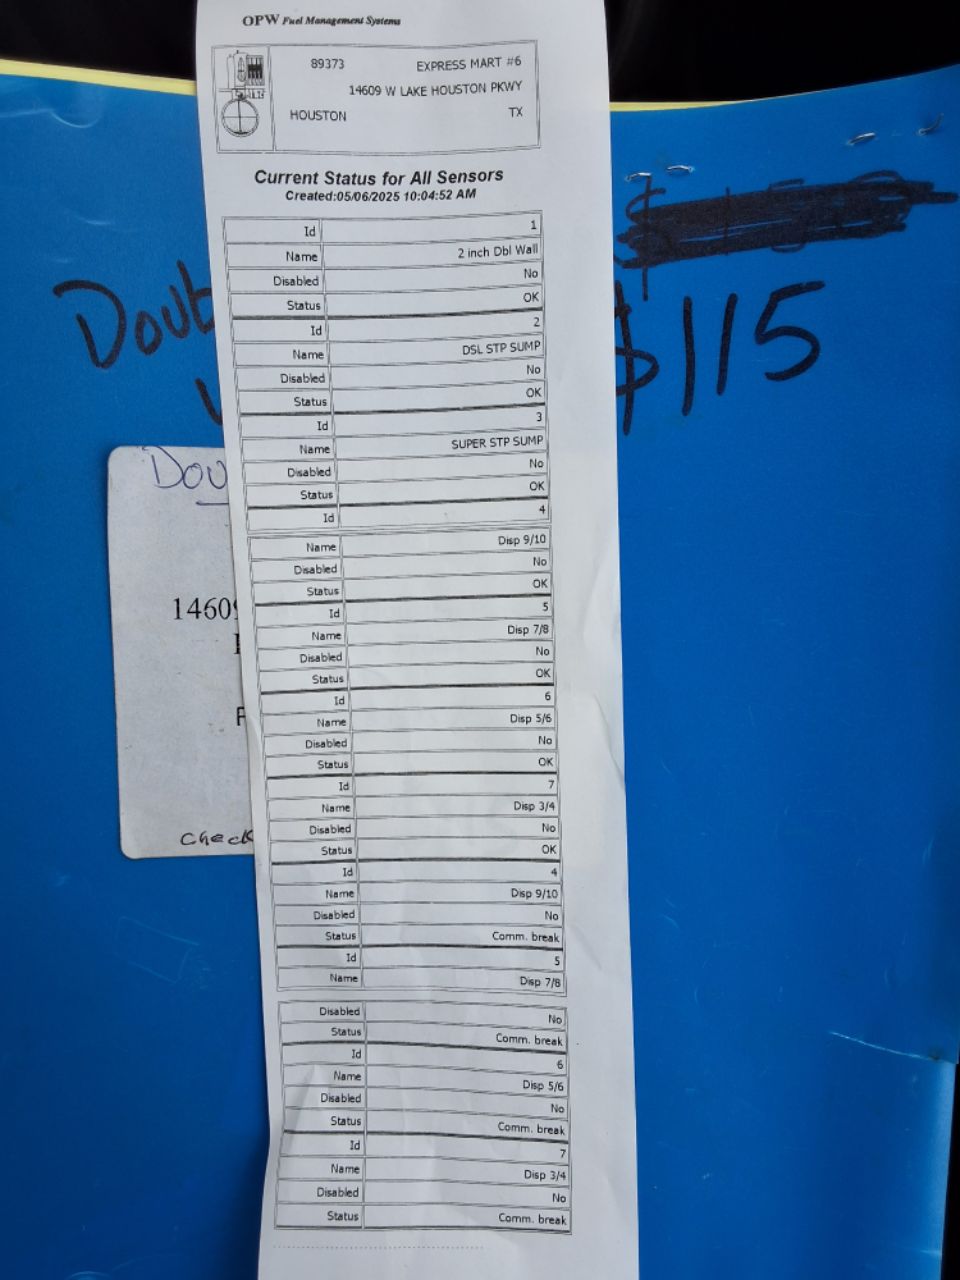 OPW Fuel Management Systems
89373 EXPRESS MART #6
14609 W LAKE HOUSTON PKWY
HOUSTON TX
Current Status for All Sensors
Created:05/06/2025 10:04:52 AM
Id 1
Name 2 inch Dbl Wall
Disabled No
Status OK
Id 2
Name DSL STP SUMP
Disabled No
Status OK
Id 3
Name SUPER STP SUMP
Disabled No
Status OK
Id 4
Name Disp 9/10
Disabled No
Status OK
Id 5
Name Disp 7/8
Disabled No
Status OK
Id 6
Name Disp 5/6
Disabled No
Status OK
Id 7
Name Disp 3/4
Disabled No
Status OK
Id 4
Name Disp 9/10
Disabled No
Status Comm. break
Id 5
Name Disp 7/8
Disabled No
Status Comm. break
Id 6
Name Disp 5/6
Disabled No
Status Comm. break
Id 7
Name Disp 3/4
Disabled No
Status Comm. break
Doub
$
$115
Dou
1460
Check